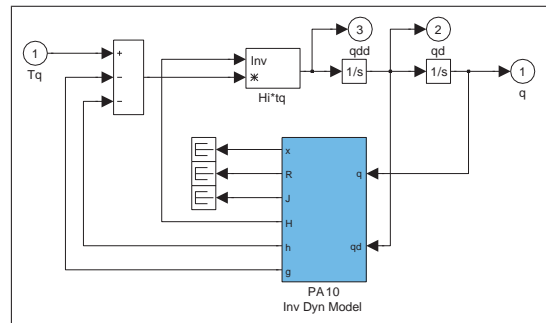 1
Tq
+
−
−
Inv
*
Hi*tq
3
qdd
1/s
2
qd
1/s
1
q
x
R
J
H
h
g
q
qd
PA10
Inv Dyn Model